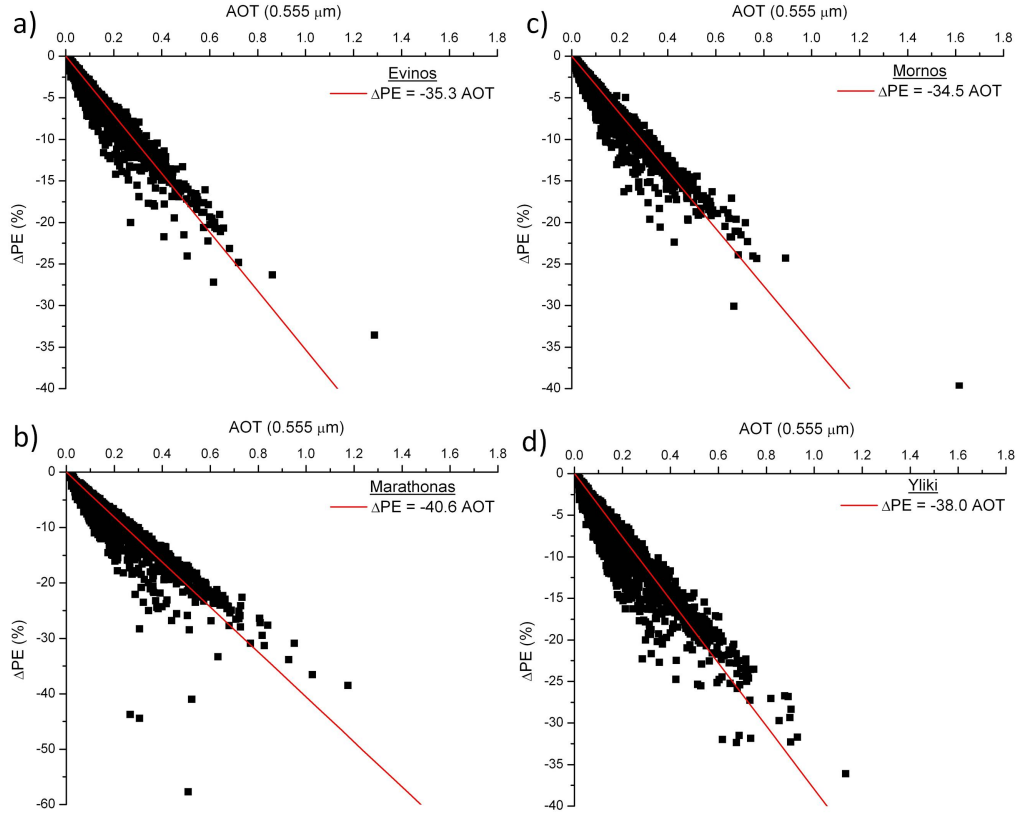 a)
AOT (0.555 μm)
0.0 0.2 0.4 0.6 0.8 1.0 1.2 1.4 1.6 1.8
0
-5
-10
-15
-20
-25
-30
-35
-40
ΔPE (%)
Evinos
ΔPE = -35.3 AOT
c)
AOT (0.555 μm)
0.0 0.2 0.4 0.6 0.8 1.0 1.2 1.4 1.6 1.8
0
-5
-10
-15
-20
-25
-30
-35
-40
ΔPE (%)
Mornos
ΔPE = -34.5 AOT
b)
AOT (0.555 μm)
0.0 0.2 0.4 0.6 0.8 1.0 1.2 1.4 1.6 1.8
0
-10
-20
-30
-40
-50
-60
ΔPE (%)
Marathonas
ΔPE = -40.6 AOT
d)
AOT (0.555 μm)
0.0 0.2 0.4 0.6 0.8 1.0 1.2 1.4 1.6 1.8
0
-5
-10
-15
-20
-25
-30
-35
-40
ΔPE (%)
Yliki
ΔPE = -38.0 AOT